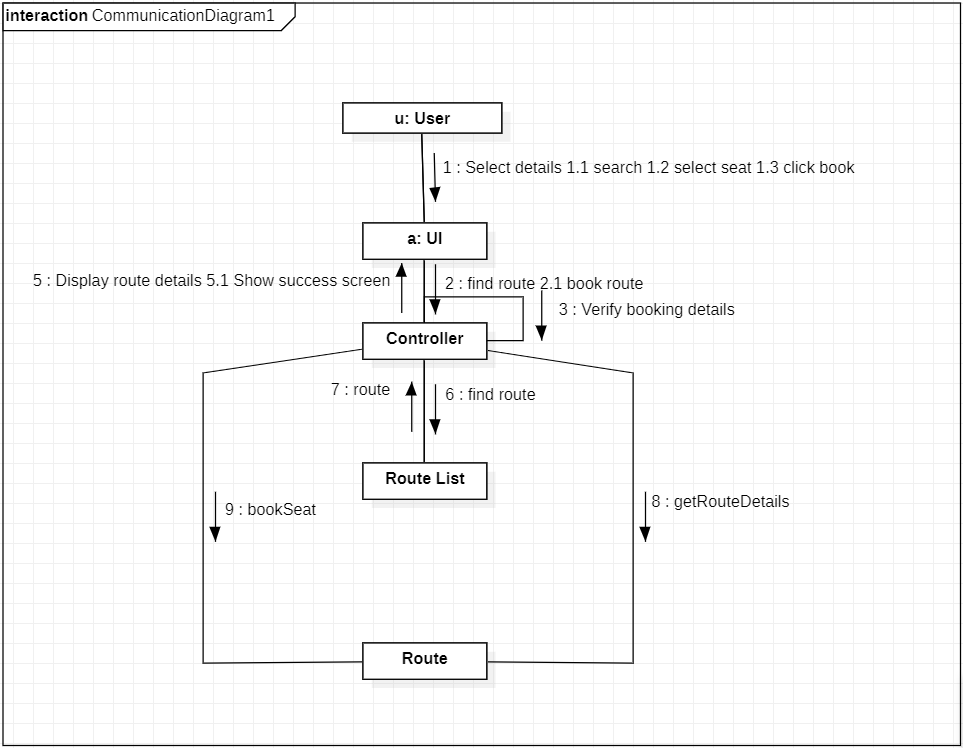 interaction CommunicationDiagram1
u: User
1 : Select details 1.1 search 1.2 select seat 1.3 click book
a: UI
5 : Display route details 5.1 Show success screen
2 : find route 2.1 book route
3 : Verify booking details
Controller
7 : route
6 : find route
Route List
9 : bookSeat
8 : getRouteDetails
Route